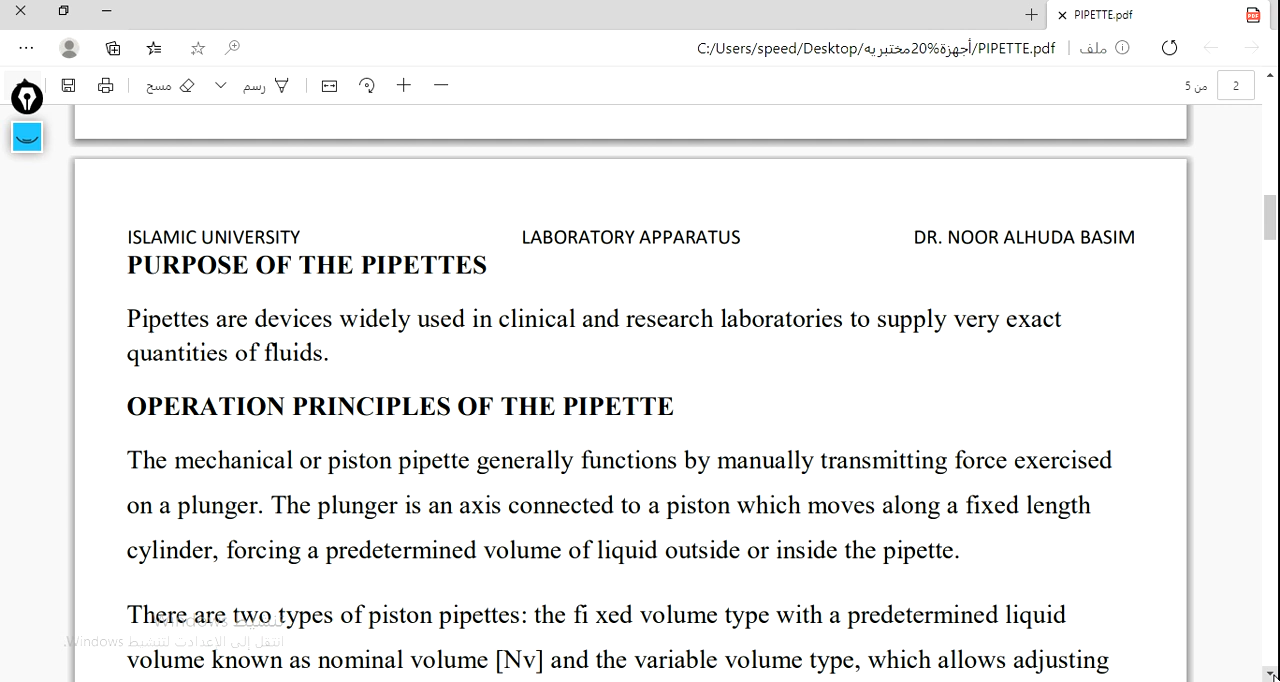 PIPETTE.pdf
C:/Users/speed/Desktop/أجهزة%20مختبريه/PIPETTE.pdf
ملف
مسح
رسم
2
من 5
ISLAMIC UNIVERSITY LABORATORY APPARATUS DR. NOOR ALHUDA BASIM
PURPOSE OF THE PIPETTES
Pipettes are devices widely used in clinical and research laboratories to supply very exact
quantities of fluids.
OPERATION PRINCIPLES OF THE PIPETTE
The mechanical or piston pipette generally functions by manually transmitting force exercised
on a plunger. The plunger is an axis connected to a piston which moves along a fixed length
cylinder, forcing a predetermined volume of liquid outside or inside the pipette.
There are two types of piston pipettes: the fi xed volume type with a predetermined liquid
تنشيط Windows
انتقل إلى الإعدادات لتنشيط Windows.
volume known as nominal volume [Nv] and the variable volume type, which allows adjusting